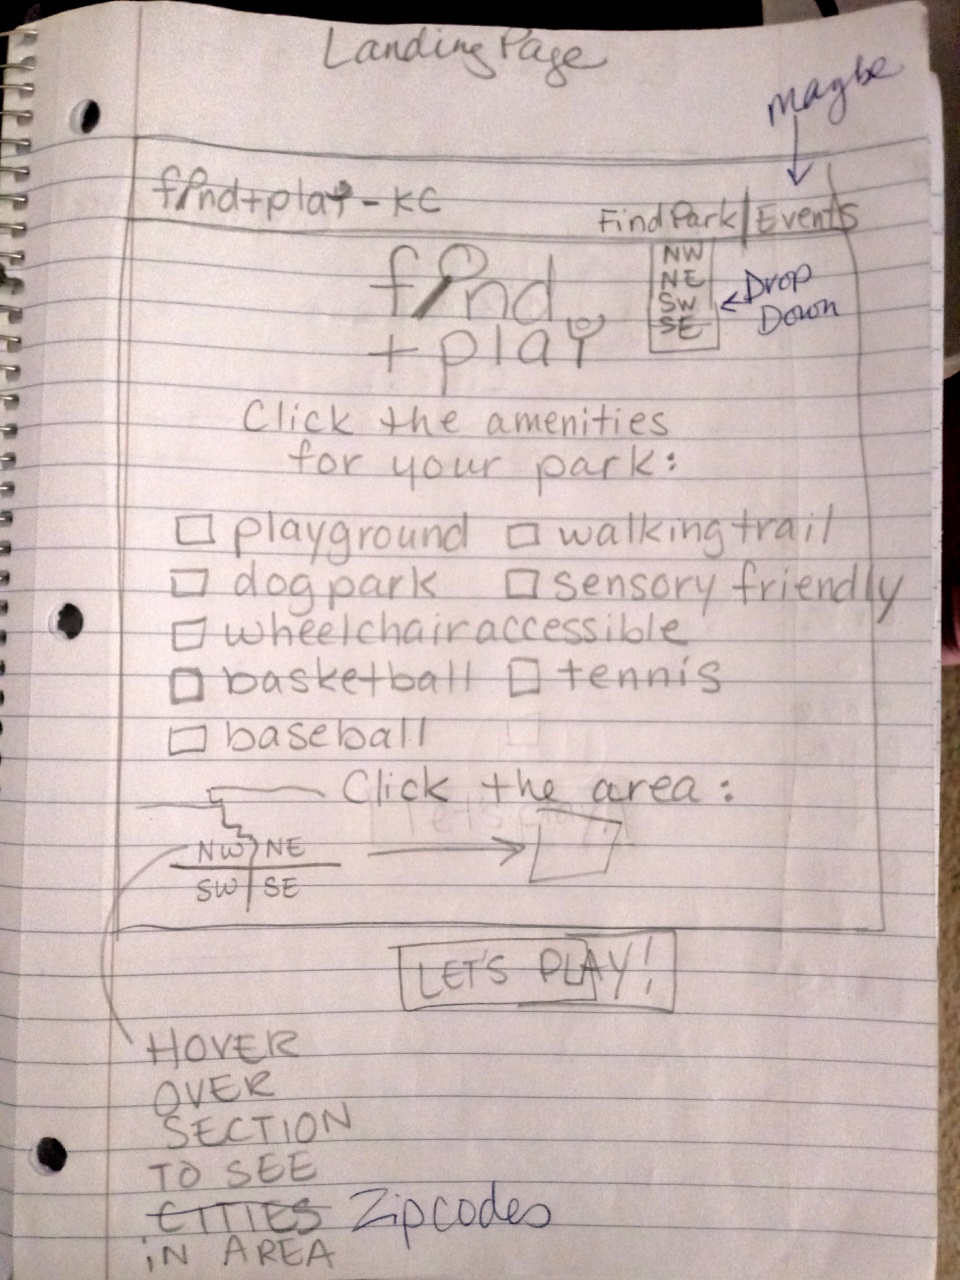 Landing Page
maybe
find+play - KC
Find Park | Events
find
+ play
NW
NE
SW
SE
Drop
Down
Click the amenities
for your park:
playground walking trail
dog park sensory friendly
wheelchair accessible
basketball tennis
baseball
Click the area:
NW NE
SW SE
LET'S PLAY!
HOVER
OVER
SECTION
TO SEE
CITIES Zipcodes
iN AREA